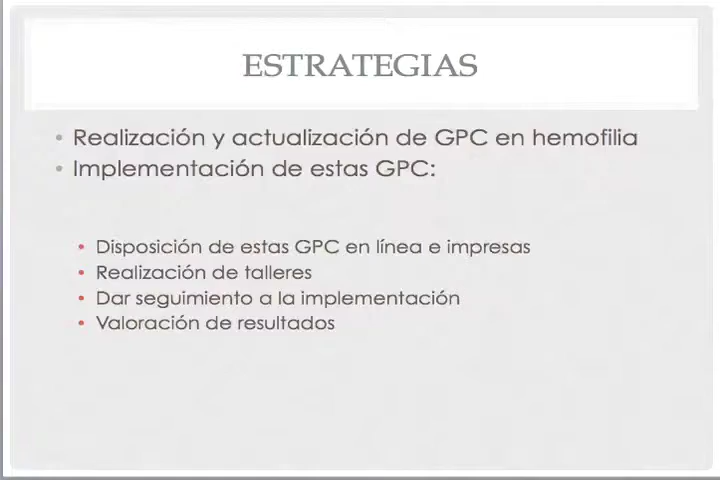 ESTRATEGIAS
• Realización y actualización de GPC en hemofilia
• Implementación de estas GPC:
• Disposición de estas GPC en línea e impresas
• Realización de talleres
• Dar seguimiento a la implementación
• Valoración de resultados